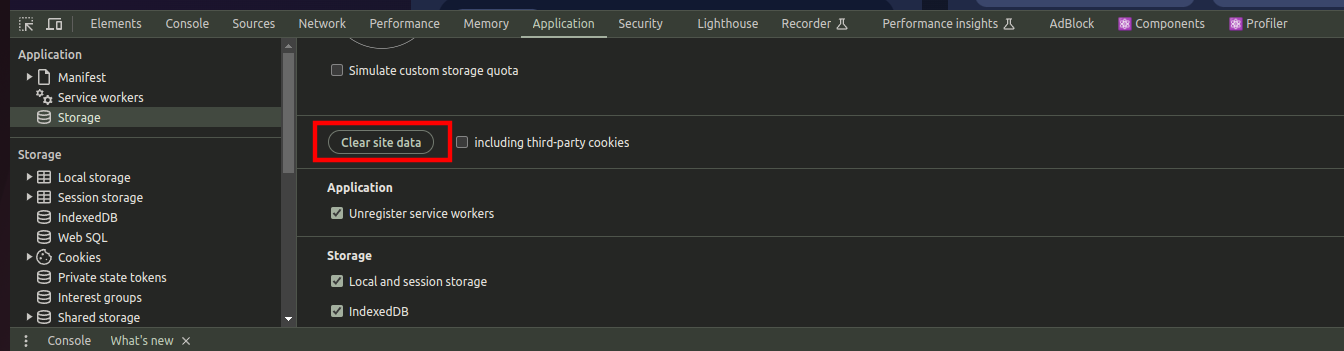 Elements Console Sources Network Performance Memory Application Security Lighthouse Recorder Performance insights AdBlock Components Profiler
Application
Manifest
Service workers
Storage
Storage
Local storage
Session storage
IndexedDB
Web SQL
Cookies
Private state tokens
Interest groups
Shared storage
Simulate custom storage quota
Clear site data including third-party cookies
Application
Unregister service workers
Storage
Local and session storage
IndexedDB
Console What's new